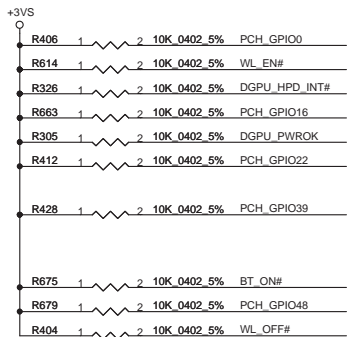 +3VS
R406 1 2 10K_0402_5% PCH_GPIO0
R614 1 2 10K_0402_5% WL_EN#
R326 1 2 10K_0402_5% DGPU_HPD_INT#
R663 1 2 10K_0402_5% PCH_GPIO16
R305 1 2 10K_0402_5% DGPU_PWROK
R412 1 2 10K_0402_5% PCH_GPIO22
R428 1 2 10K_0402_5% PCH_GPIO39
R675 1 2 10K_0402_5% BT_ON#
R679 1 2 10K_0402_5% PCH_GPIO48
R404 1 2 10K_0402_5% WL_OFF#